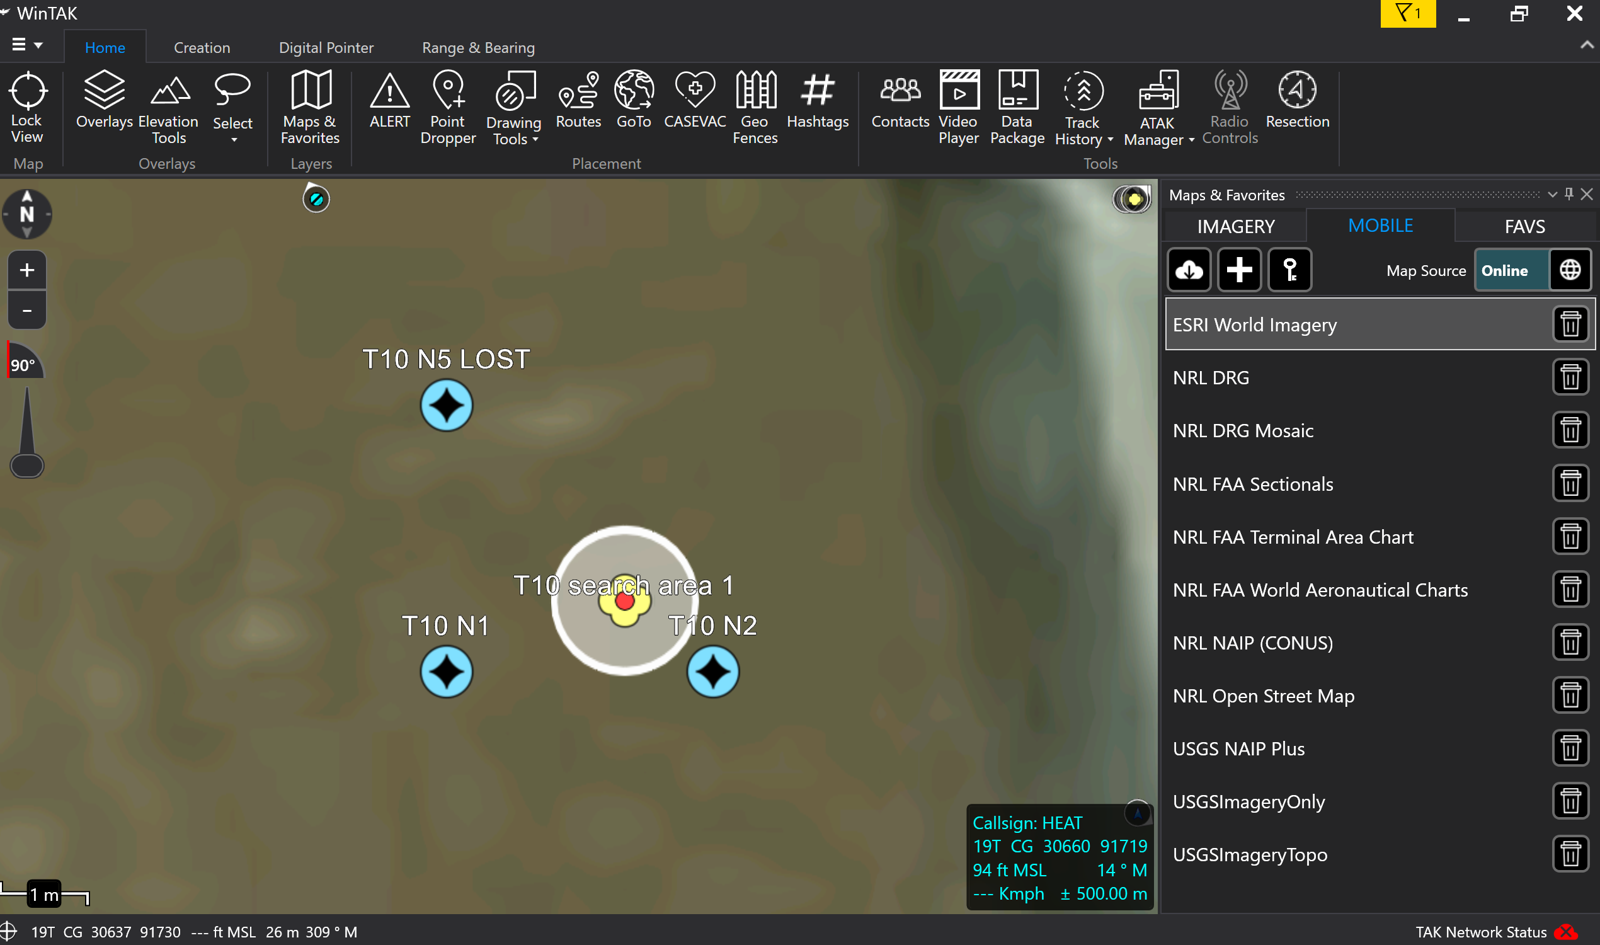 WinTAK
1
Home
Creation
Digital Pointer
Range & Bearing
Lock
View
Overlays
Elevation
Tools
Select
Maps &
Favorites
ALERT
Point
Dropper
Drawing
Tools
Routes
GoTo
CASEVAC
Geo
Fences
Hashtags
Contacts
Video
Player
Data
Package
Track
History
ATAK
Manager
Radio
Controls
Resection
Map
Overlays
Layers
Placement
Tools
N
+
-
90°
T10 N5 LOST
T10 search area 1
T10 N1
T10 N2
Callsign: HEAT
19T CG 30660 91719
94 ft MSL 14 ° M
--- Kmph ± 500.00 m
1 m
Maps & Favorites
IMAGERY
MOBILE
FAVS
Map Source
Online
ESRI World Imagery
NRL DRG
NRL DRG Mosaic
NRL FAA Sectionals
NRL FAA Terminal Area Chart
NRL FAA World Aeronautical Charts
NRL NAIP (CONUS)
NRL Open Street Map
USGS NAIP Plus
USGSImageryOnly
USGSImageryTopo
19T CG 30637 91730 --- ft MSL 26 m 309 ° M
TAK Network Status